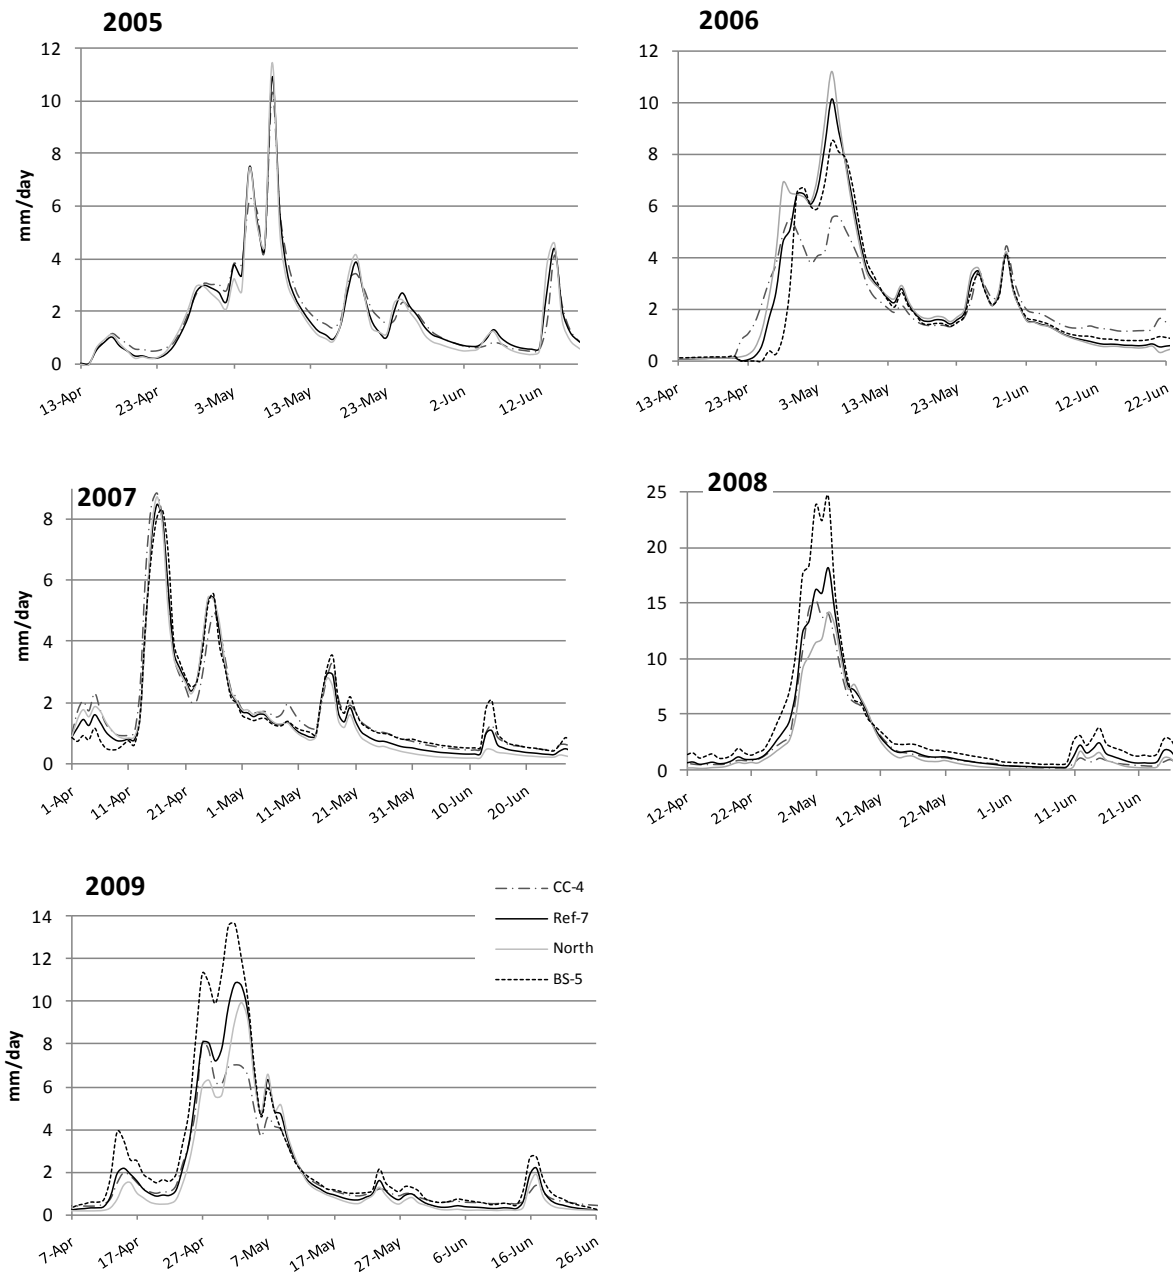 2005
12
10
8
6
4
2
0
mm/day
13-Apr
23-Apr
3-May
13-May
23-May
2-Jun
12-Jun
2006
12
10
8
6
4
2
0
13-Apr
23-Apr
3-May
13-May
23-May
2-Jun
12-Jun
22-Jun
2007
8
6
4
2
0
mm/day
1-Apr
11-Apr
21-Apr
1-May
11-May
21-May
31-May
10-Jun
20-Jun
2008
25
20
15
10
5
0
12-Apr
22-Apr
2-May
12-May
22-May
1-Jun
11-Jun
21-Jun
2009
CC-4
Ref-7
North
BS-5
14
12
10
8
6
4
2
0
mm/day
7-Apr
17-Apr
27-Apr
7-May
17-May
27-May
6-Jun
16-Jun
26-Jun